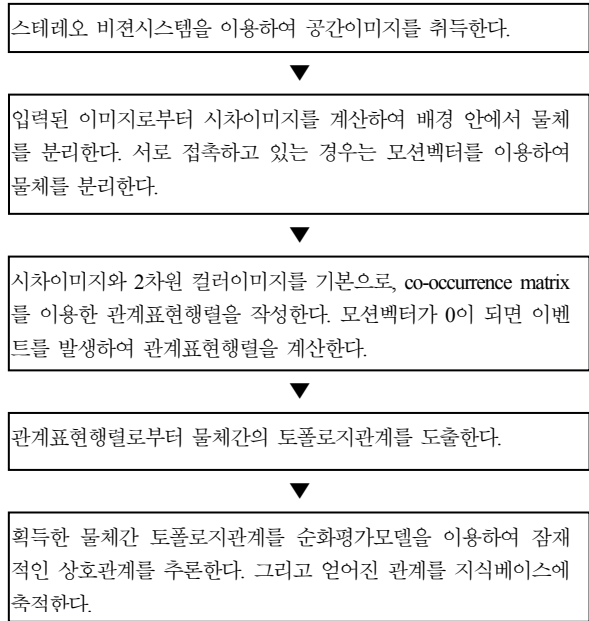 스테레오 비젼시스템을 이용하여 공간이미지를 취득한다.
▼
입력된 이미지로부터 시차이미지를 계산하여 배경 안에서 물체
를 분리한다. 서로 접촉하고 있는 경우는 모션벡터를 이용하여
물체를 분리한다.
▼
시차이미지와 2차원 컬러이미지를 기본으로, co-occurrence matrix
를 이용한 관계표현행렬을 작성한다. 모션벡터가 0이 되면 이벤
트를 발생하여 관계표현행렬을 계산한다.
▼
관계표현행렬로부터 물체간의 토폴로지관계를 도출한다.
▼
획득한 물체간 토폴로지관계를 순화평가모델을 이용하여 잠재
적인 상호관계를 추론한다. 그리고 얻어진 관계를 지식베이스에
축적한다.